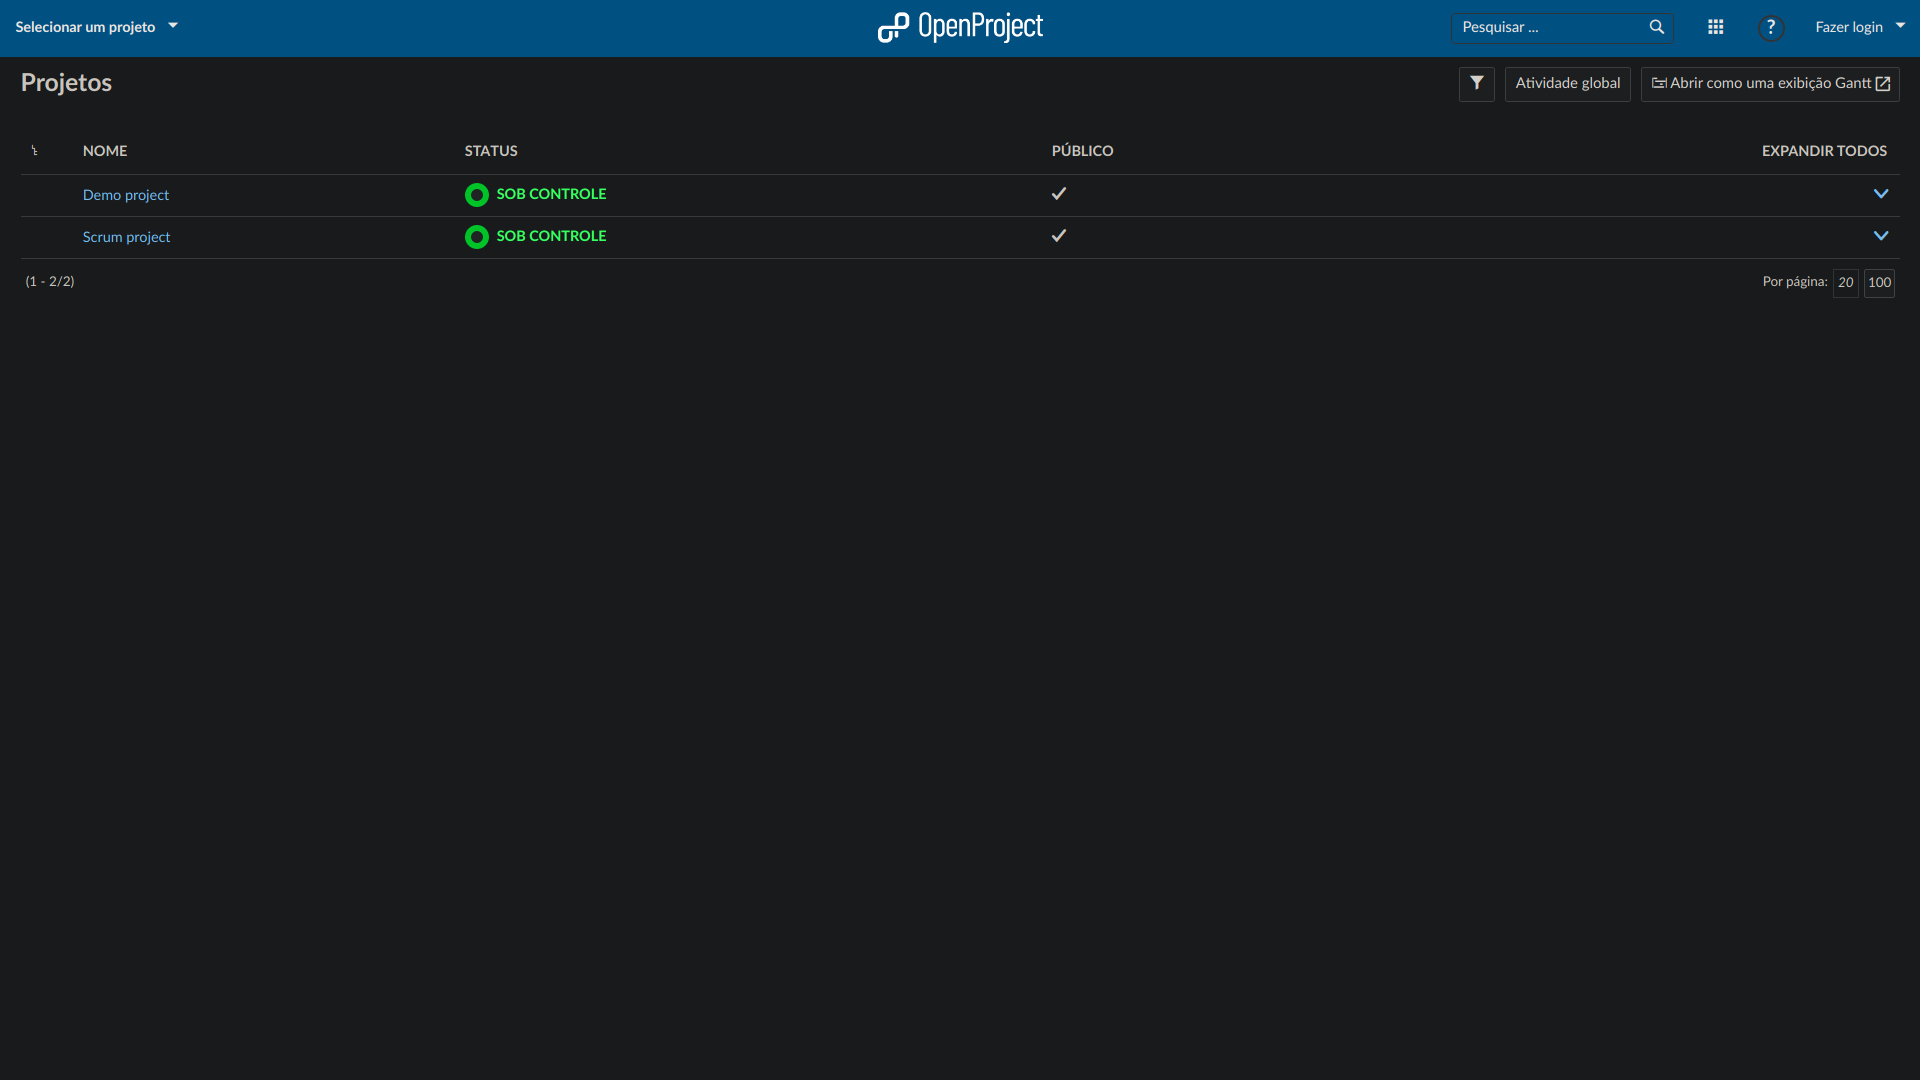 Selecionar um projeto
OpenProject
Pesquisar ...
?
Fazer login
Projetos
Atividade global
Abrir como uma exibição Gantt
NOME STATUS PÚBLICO EXPANDIR TODOS
Demo project SOB CONTROLE
Scrum project SOB CONTROLE
(1 - 2/2)
Por página: 20 100